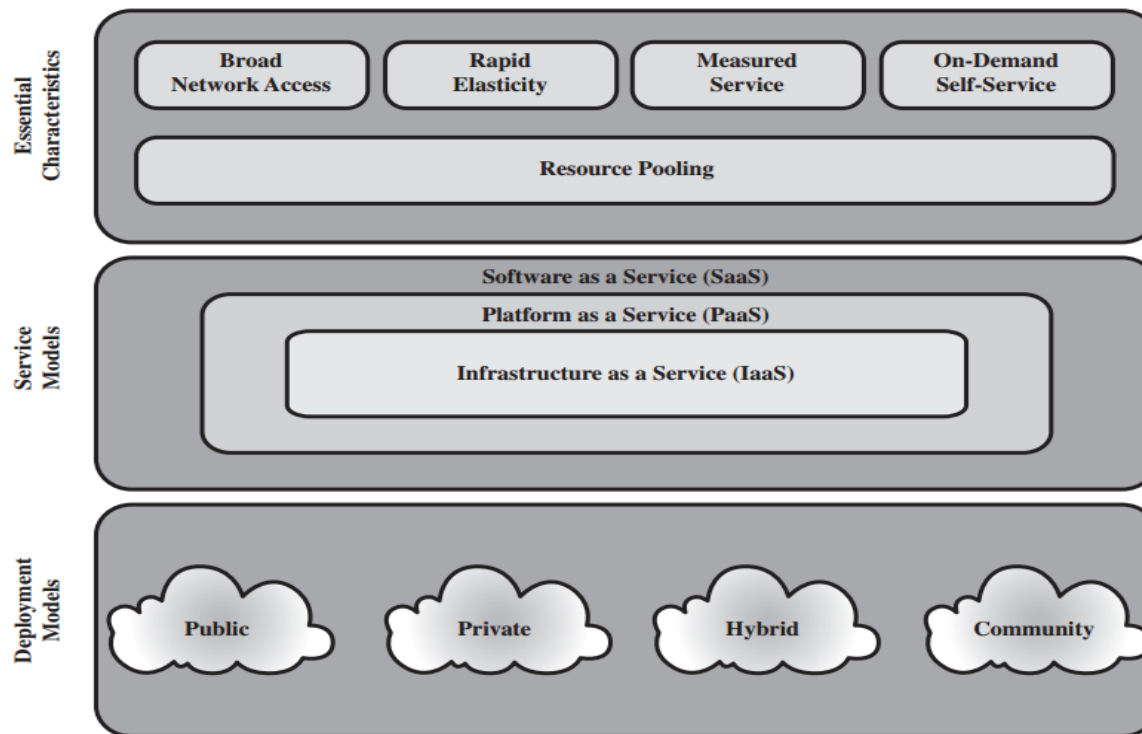 Essential
Characteristics
Broad
Network Access
Rapid
Elasticity
Measured
Service
On-Demand
Self-Service
Resource Pooling
Service
Models
Software as a Service (SaaS)
Platform as a Service (PaaS)
Infrastructure as a Service (IaaS)
Deployment
Models
Public
Private
Hybrid
Community